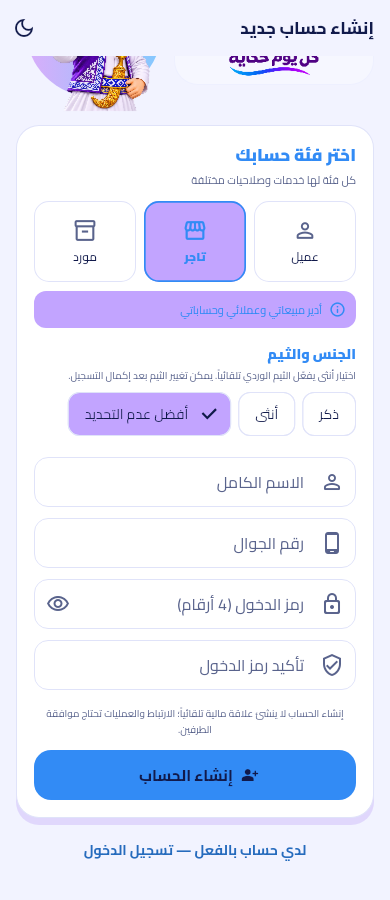 إنشاء حساب جديد
كل يوم حكاية
اختر فئة حسابك
كل فئة لها خدمات وصلاحيات مختلفة
عميل
تاجر
مورد
أدير مبيعاتي وعملائي وحساباتي
الجنس والثيم
اختيار أنثى يفعّل الثيم الوردي تلقائياً. يمكن تغيير الثيم بعد إكمال التسجيل.
ذكر
أنثى
أفضل عدم التحديد
الاسم الكامل
رقم الجوال
رمز الدخول (4 أرقام)
تأكيد رمز الدخول
إنشاء الحساب لا ينشئ علاقة مالية تلقائياً؛ الارتباط والعمليات تحتاج موافقة
الطرفين.
إنشاء الحساب
لدي حساب بالفعل — تسجيل الدخول